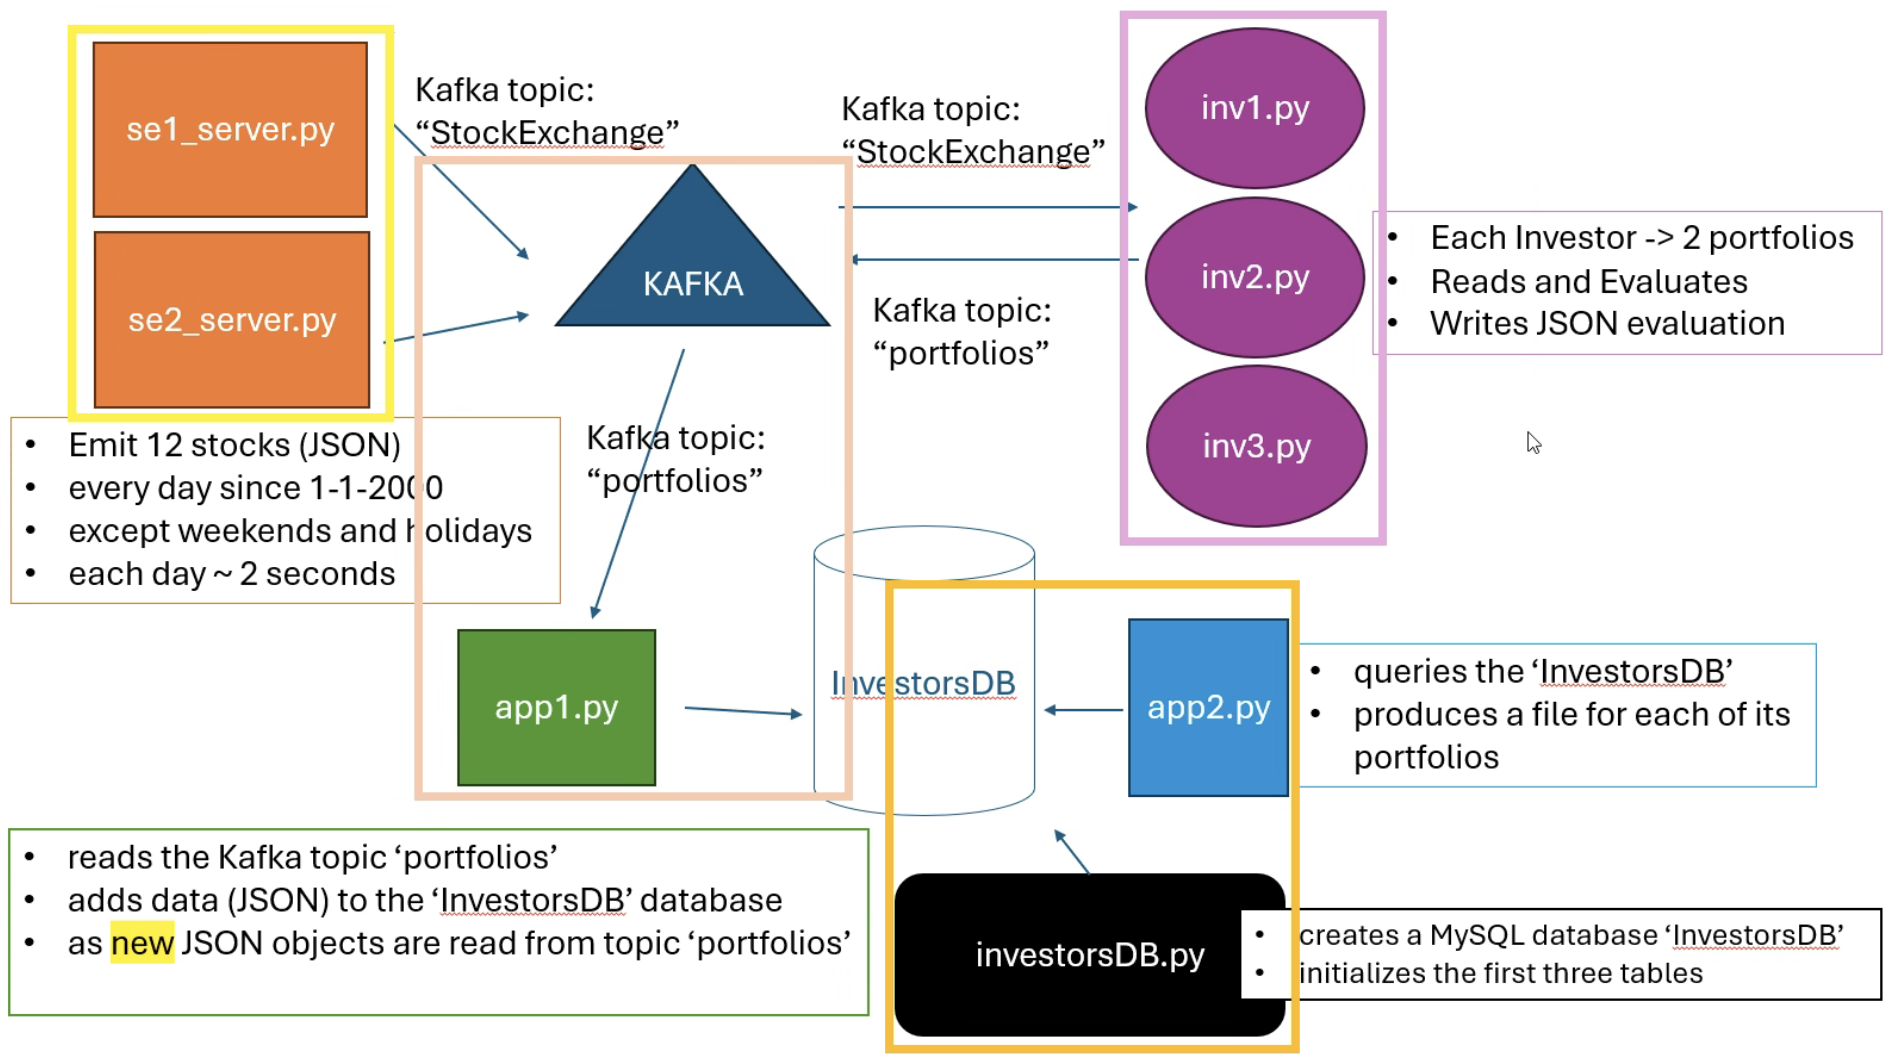 se1_server.py
se2_server.py
Kafka topic:
“StockExchange”
Kafka topic:
“StockExchange”
KAFKA
Kafka topic:
“portfolios”
inv1.py
inv2.py
inv3.py
• Each Investor -> 2 portfolios
• Reads and Evaluates
• Writes JSON evaluation
• Emit 12 stocks (JSON)
• every day since 1-1-2000
• except weekends and holidays
• each day ~ 2 seconds
Kafka topic:
“portfolios”
app1.py
InvestorsDB
app2.py
• queries the ‘InvestorsDB’
• produces a file for each of its
portfolios
• reads the Kafka topic ‘portfolios’
• adds data (JSON) to the ‘InvestorsDB’ database
• as new JSON objects are read from topic ‘portfolios’
investorsDB.py
• creates a MySQL database ‘InvestorsDB’
• initializes the first three tables